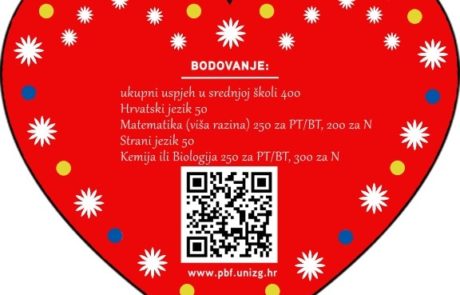 BODOVANJE:
ukupni uspjeh u srednjoj školi 400
Hrvatski jezik 50
Matematika (viša razina) 250 za PT/BT, 200 za N
Strani jezik 50
Kemija ili Biologija 250 za PT/BT, 300 za N
www.pbf.unizg.hr